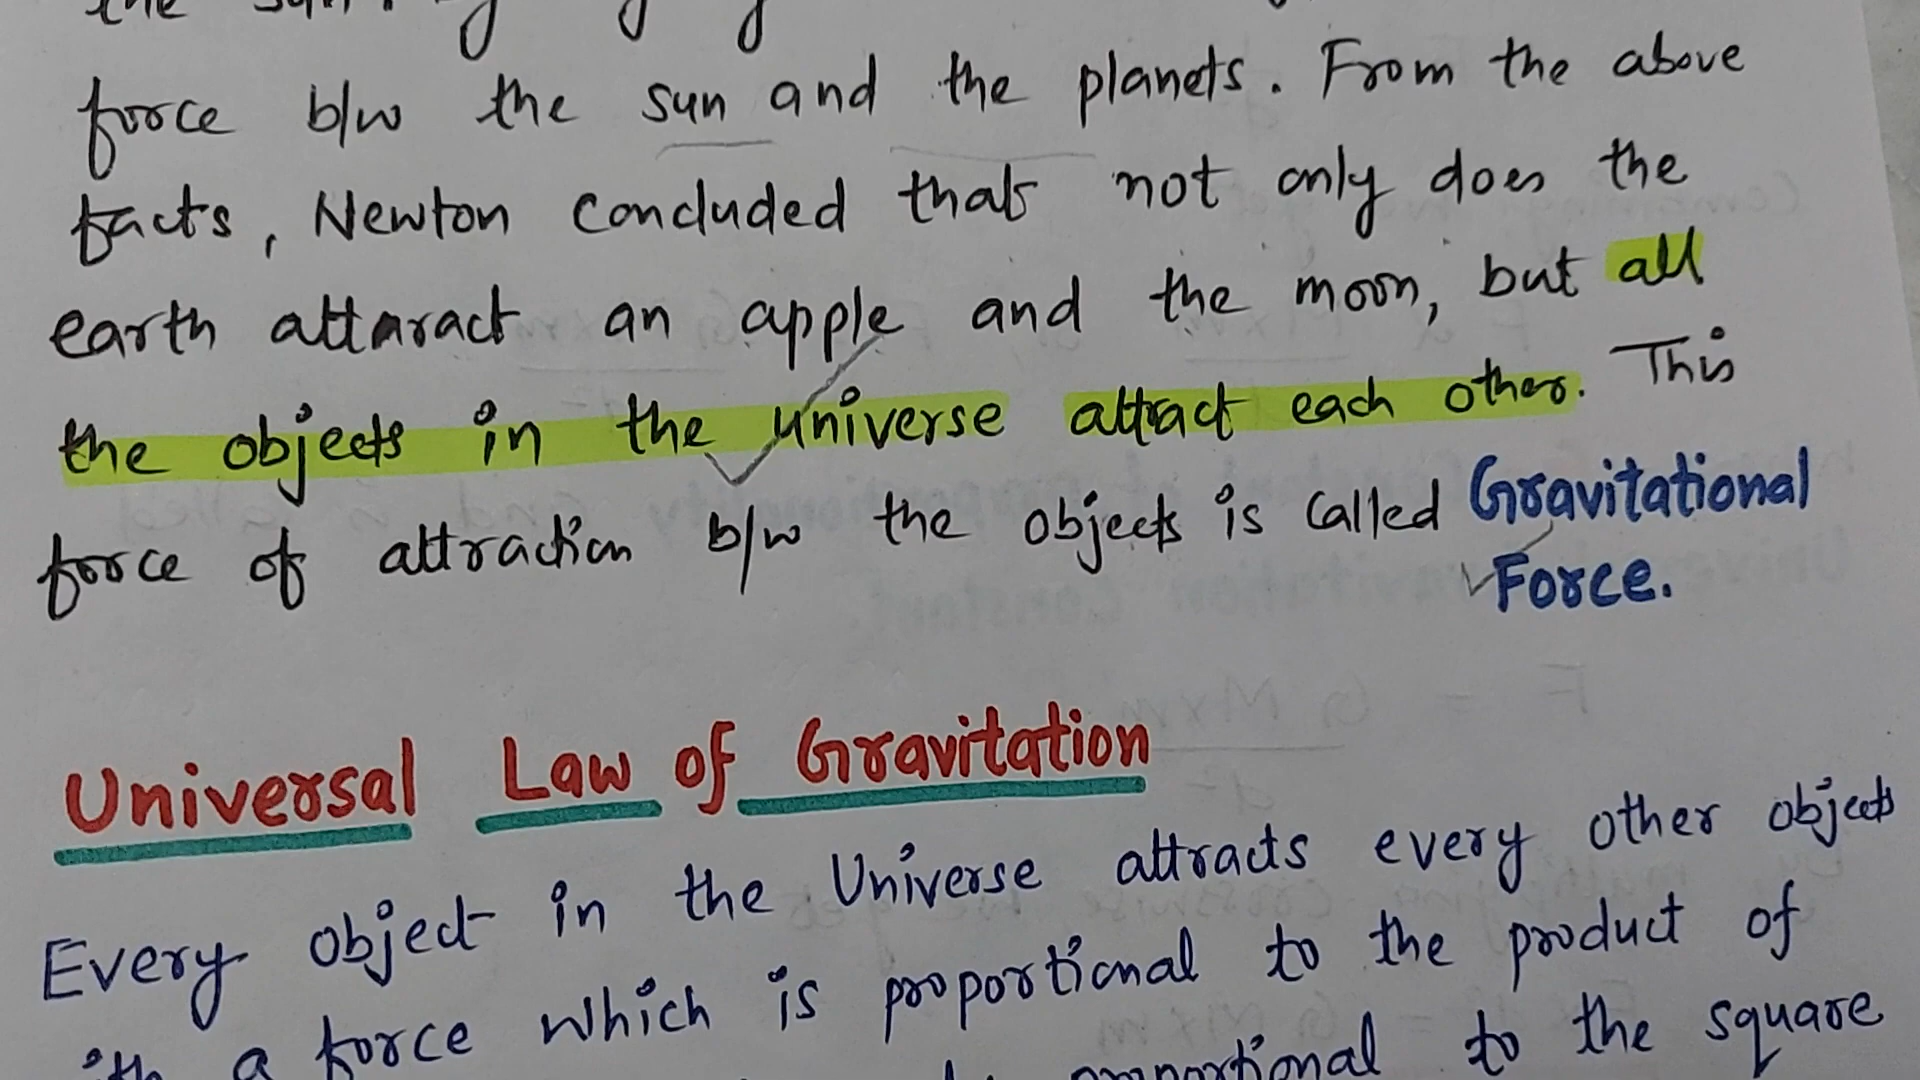 the sun
force b/w the sun and the planets. From the above
facts, Newton concluded that not only does the
earth attaract an apple and the moon, but all
the objects in the universe attract each other. This
force of attraction b/w the objects is called Gravitational
Force.
Universal Law of Gravitation
Every object in the Universe attracts every other object
a force which is proportional to the product of
proportional to the square